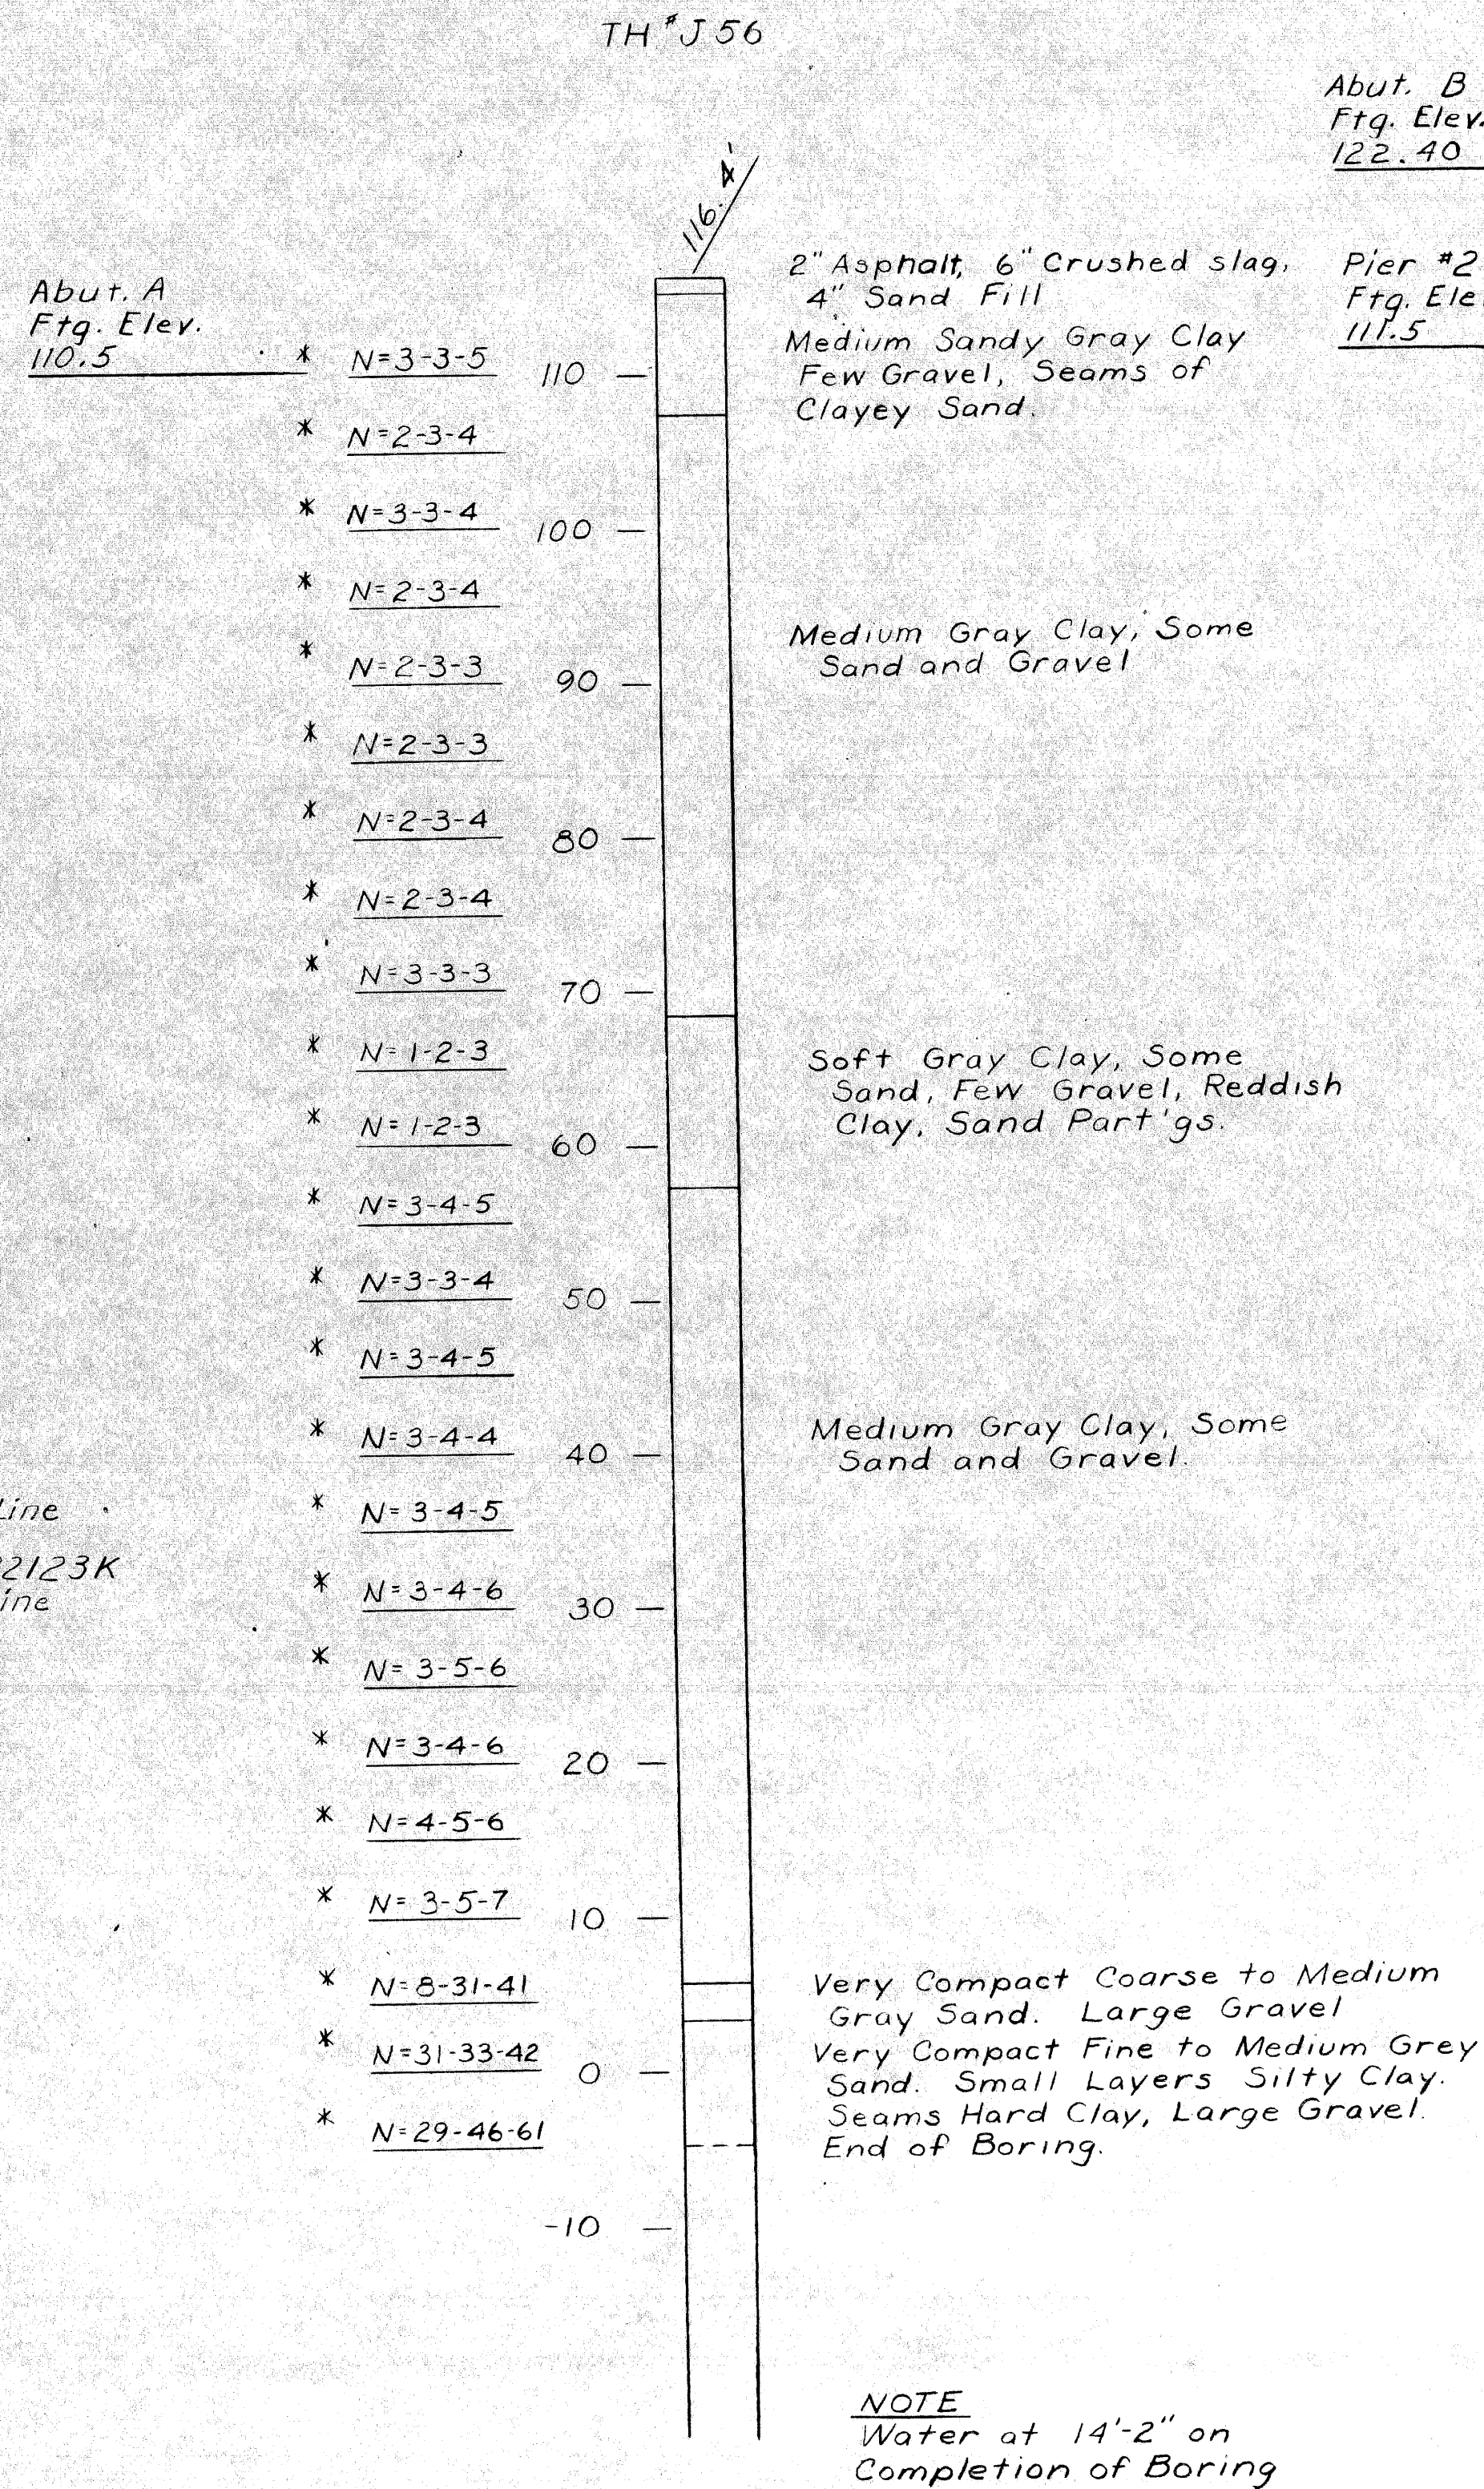 TH #J56
Abut. B
Ftg. Elev.
122.40
116.
2" Asphalt, 6" Crushed slag,
4" Sand Fill
Pier #2
Ftg. Ele
111.5
Abut. A
Ftg. Elev.
110.5
Medium Sandy Gray Clay
Few Gravel, Seams of
Clayey Sand.
* N=3-3-5
110
* N=2-3-4
* N=3-3-4
100
* N=2-3-4
Medium Gray Clay, Some
Sand and Gravel
* N=2-3-3
90
* N=2-3-3
* N=2-3-4
80
* N=2-3-4
* N=3-3-3
70
* N=1-2-3
Soft Gray Clay, Some
Sand, Few Gravel, Reddish
Clay, Sand Part'gs.
* N=1-2-3
60
* N=3-4-5
* N=3-3-4
50
* N=3-4-5
* N=3-4-4
40
Medium Gray Clay, Some
Sand and Gravel.
Line
* N=3-4-5
2123K
ine
* N=3-4-6
30
* N=3-5-6
* N=3-4-6
20
* N=4-5-6
* N=3-5-7
10
* N=8-31-41
Very Compact Coarse to Medium
Gray Sand. Large Gravel
* N=31-33-42
0
Very Compact Fine to Medium Grey
Sand. Small Layers Silty Clay.
Seams Hard Clay, Large Gravel.
* N=29-46-61
End of Boring.
-10
NOTE
Water at 14'-2" on
Completion of Boring